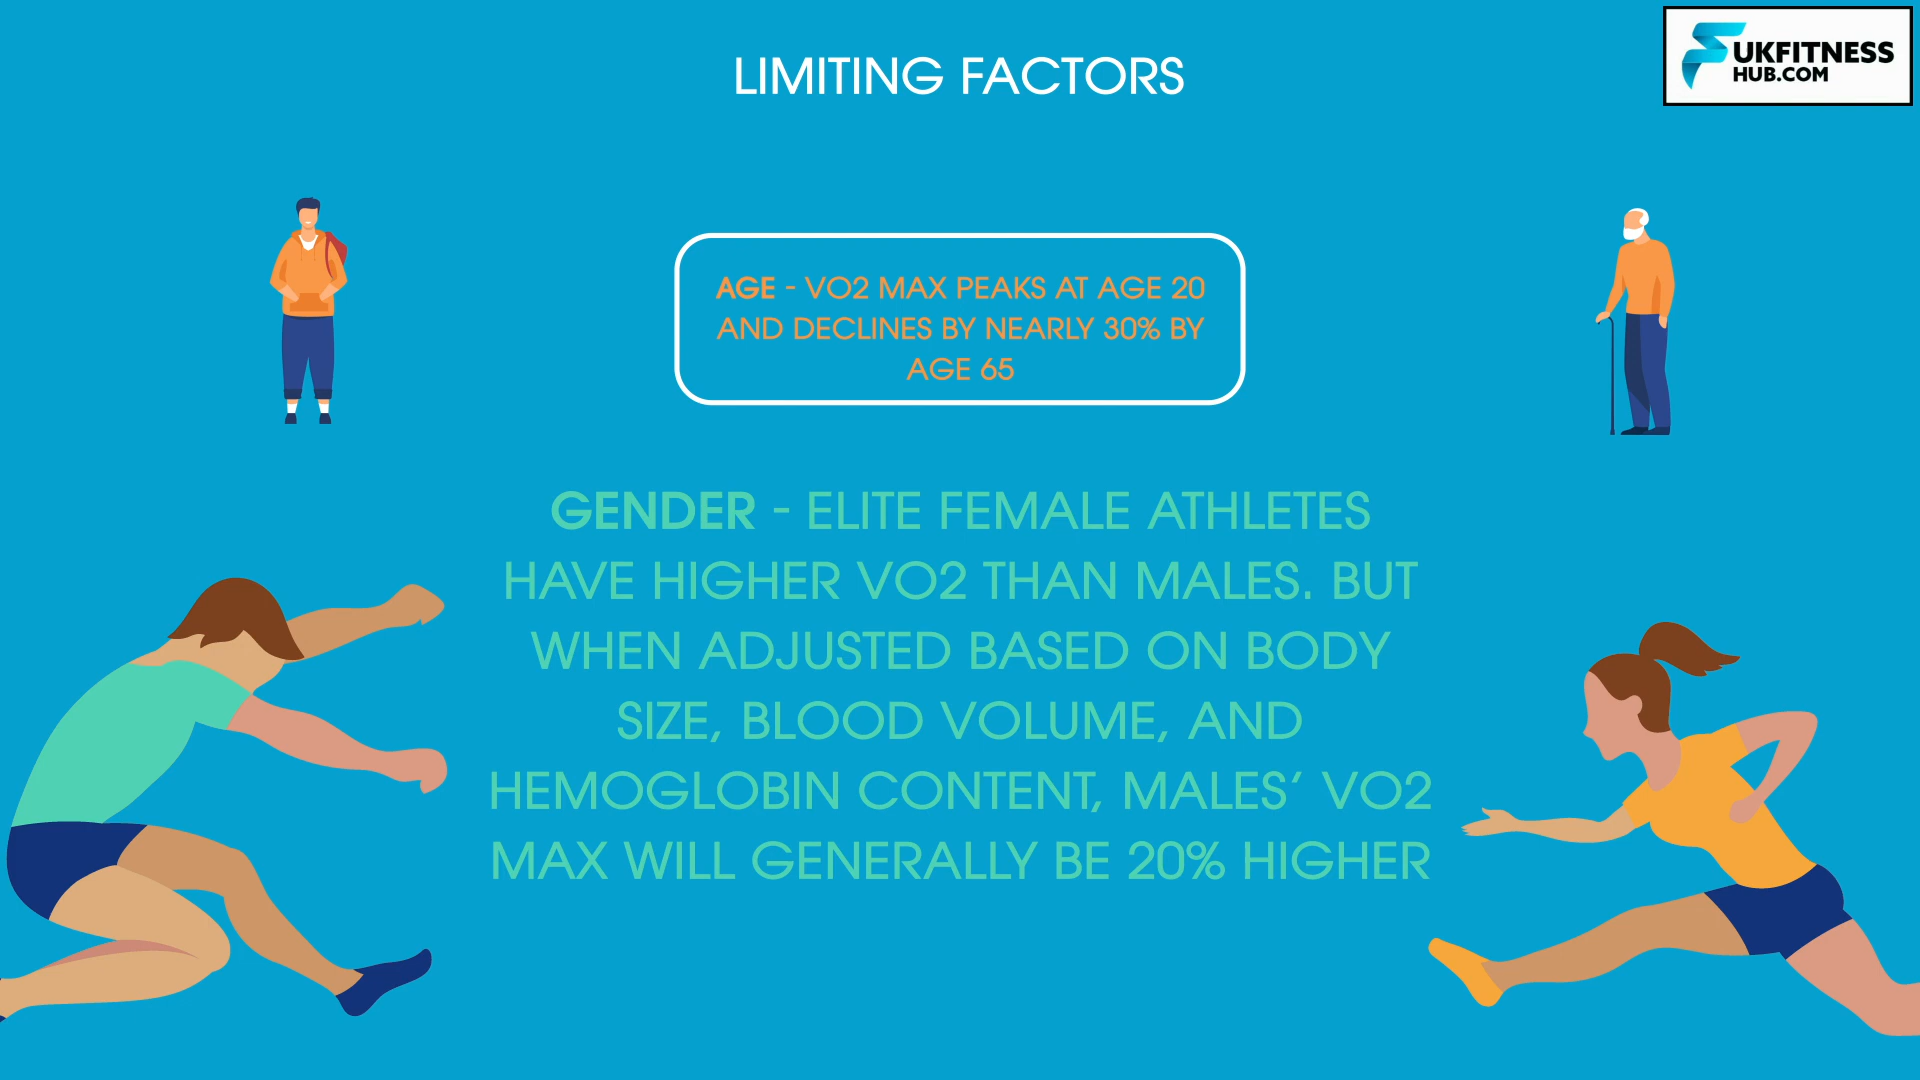 LIMITING FACTORS
UKFITNESS
HUB.COM
AGE - VO2 MAX PEAKS AT AGE 20
AND DECLINES BY NEARLY 30% BY
AGE 65
GENDER - ELITE FEMALE ATHLETES
HAVE HIGHER VO2 THAN MALES. BUT
WHEN ADJUSTED BASED ON BODY
SIZE, BLOOD VOLUME, AND
HEMOGLOBIN CONTENT, MALES’ VO2
MAX WILL GENERALLY BE 20% HIGHER